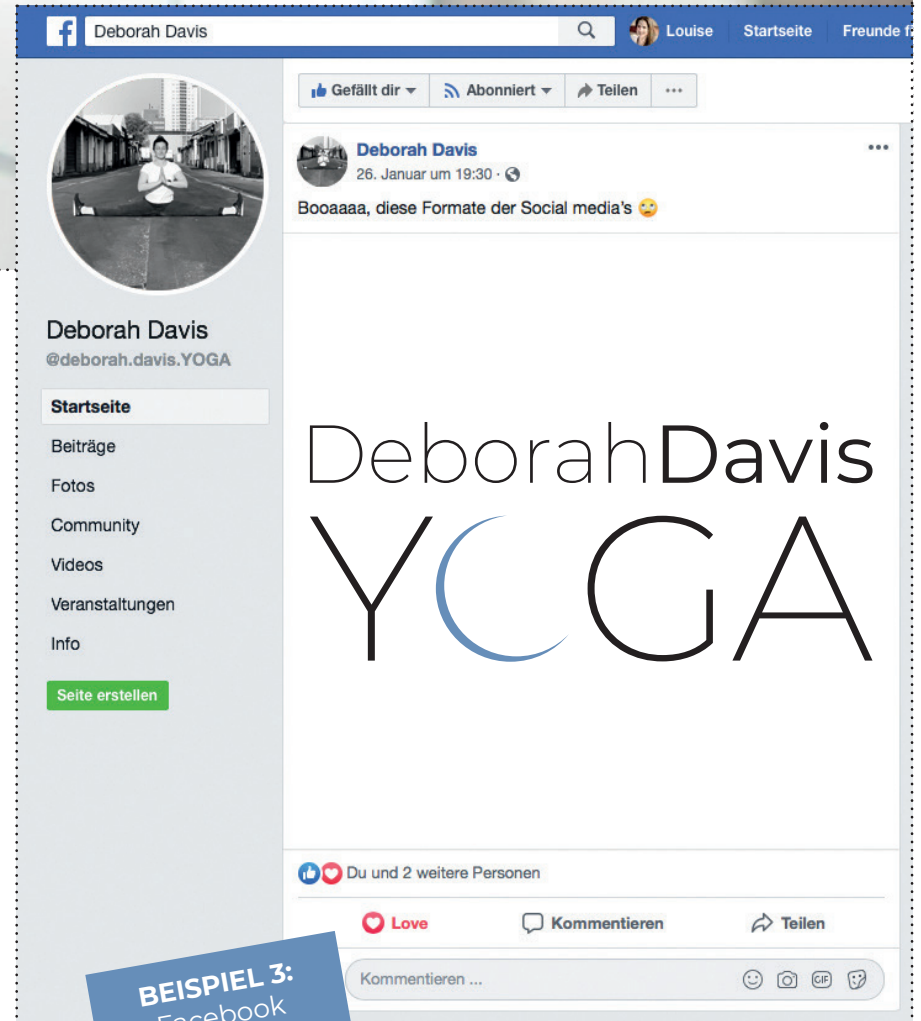 Deborah Davis
Louise
Startseite
Freunde
Deborah Davis
@deborah.davis.YOGA
Startseite
Beiträge
Fotos
Community
Videos
Veranstaltungen
Info
Seite erstellen
Gefällt dir
Abonniert
Teilen
Deborah Davis
26. Januar um 19:30 ·
Booaaaa, diese Formate der Social media's 🙄
DeborahDavis
YOGA
Du und 2 weitere Personen
Love
Kommentieren
Teilen
Kommentieren ...
GIF
BEISPIEL 3:
Facebook